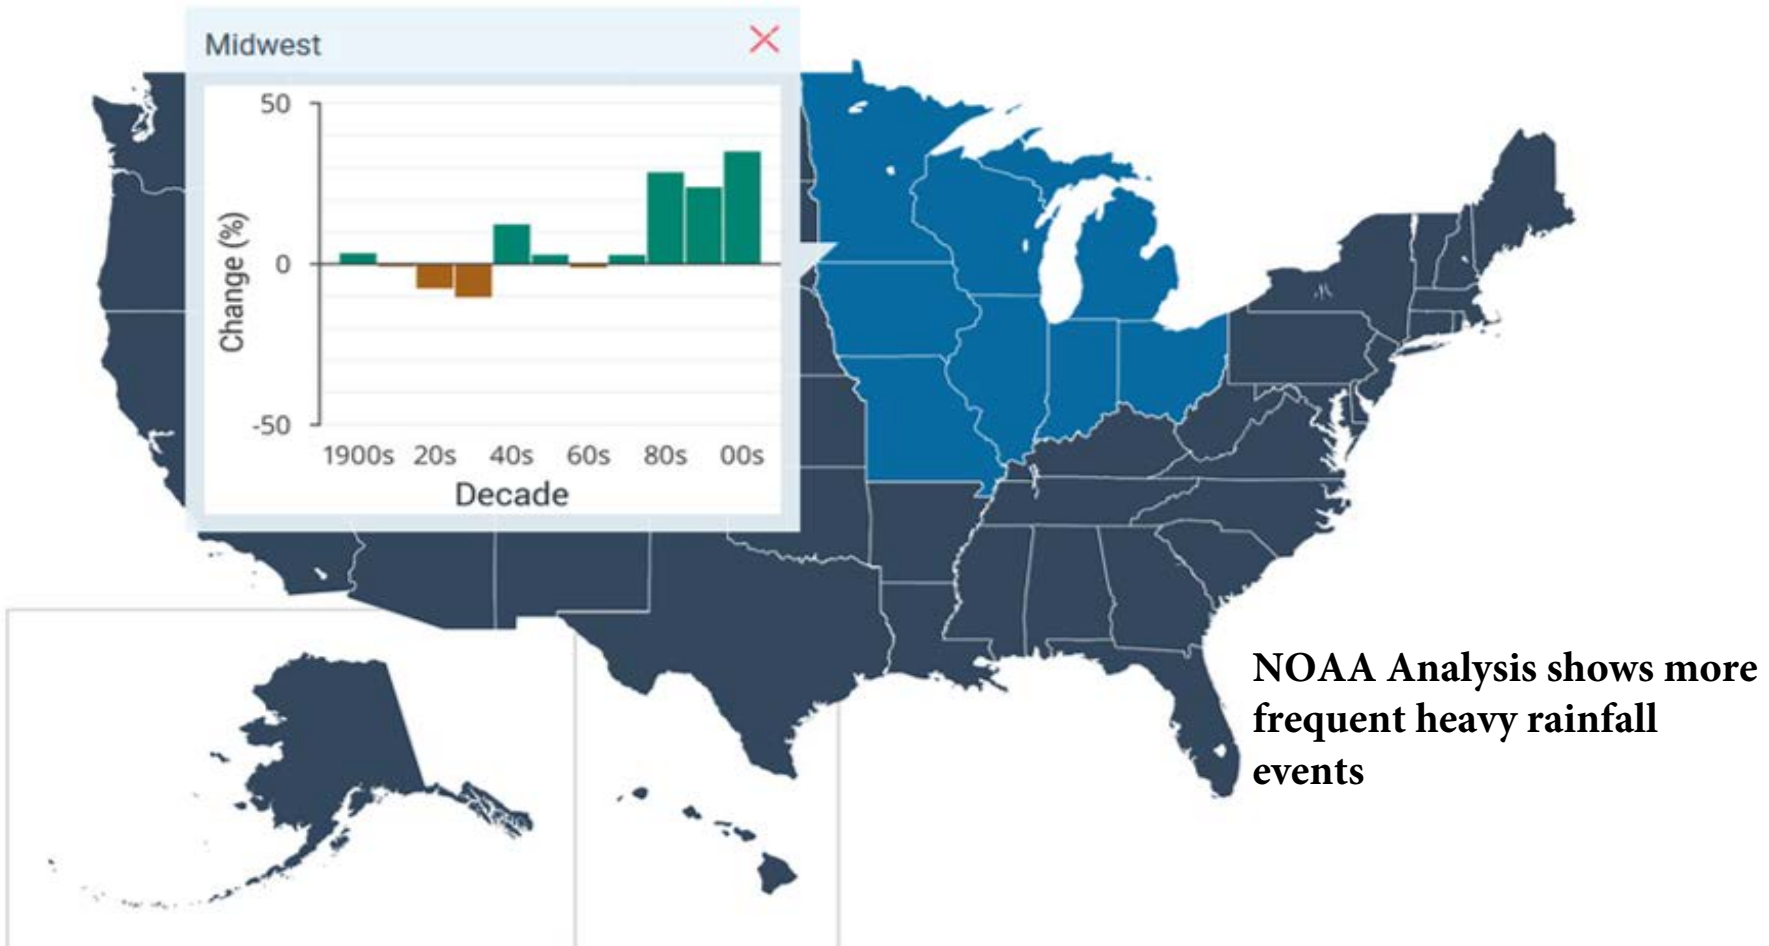 Midwest
50
0
-50
Change (%)
1900s 20s 40s 60s 80s 00s
Decade
NOAA Analysis shows more
frequent heavy rainfall
events